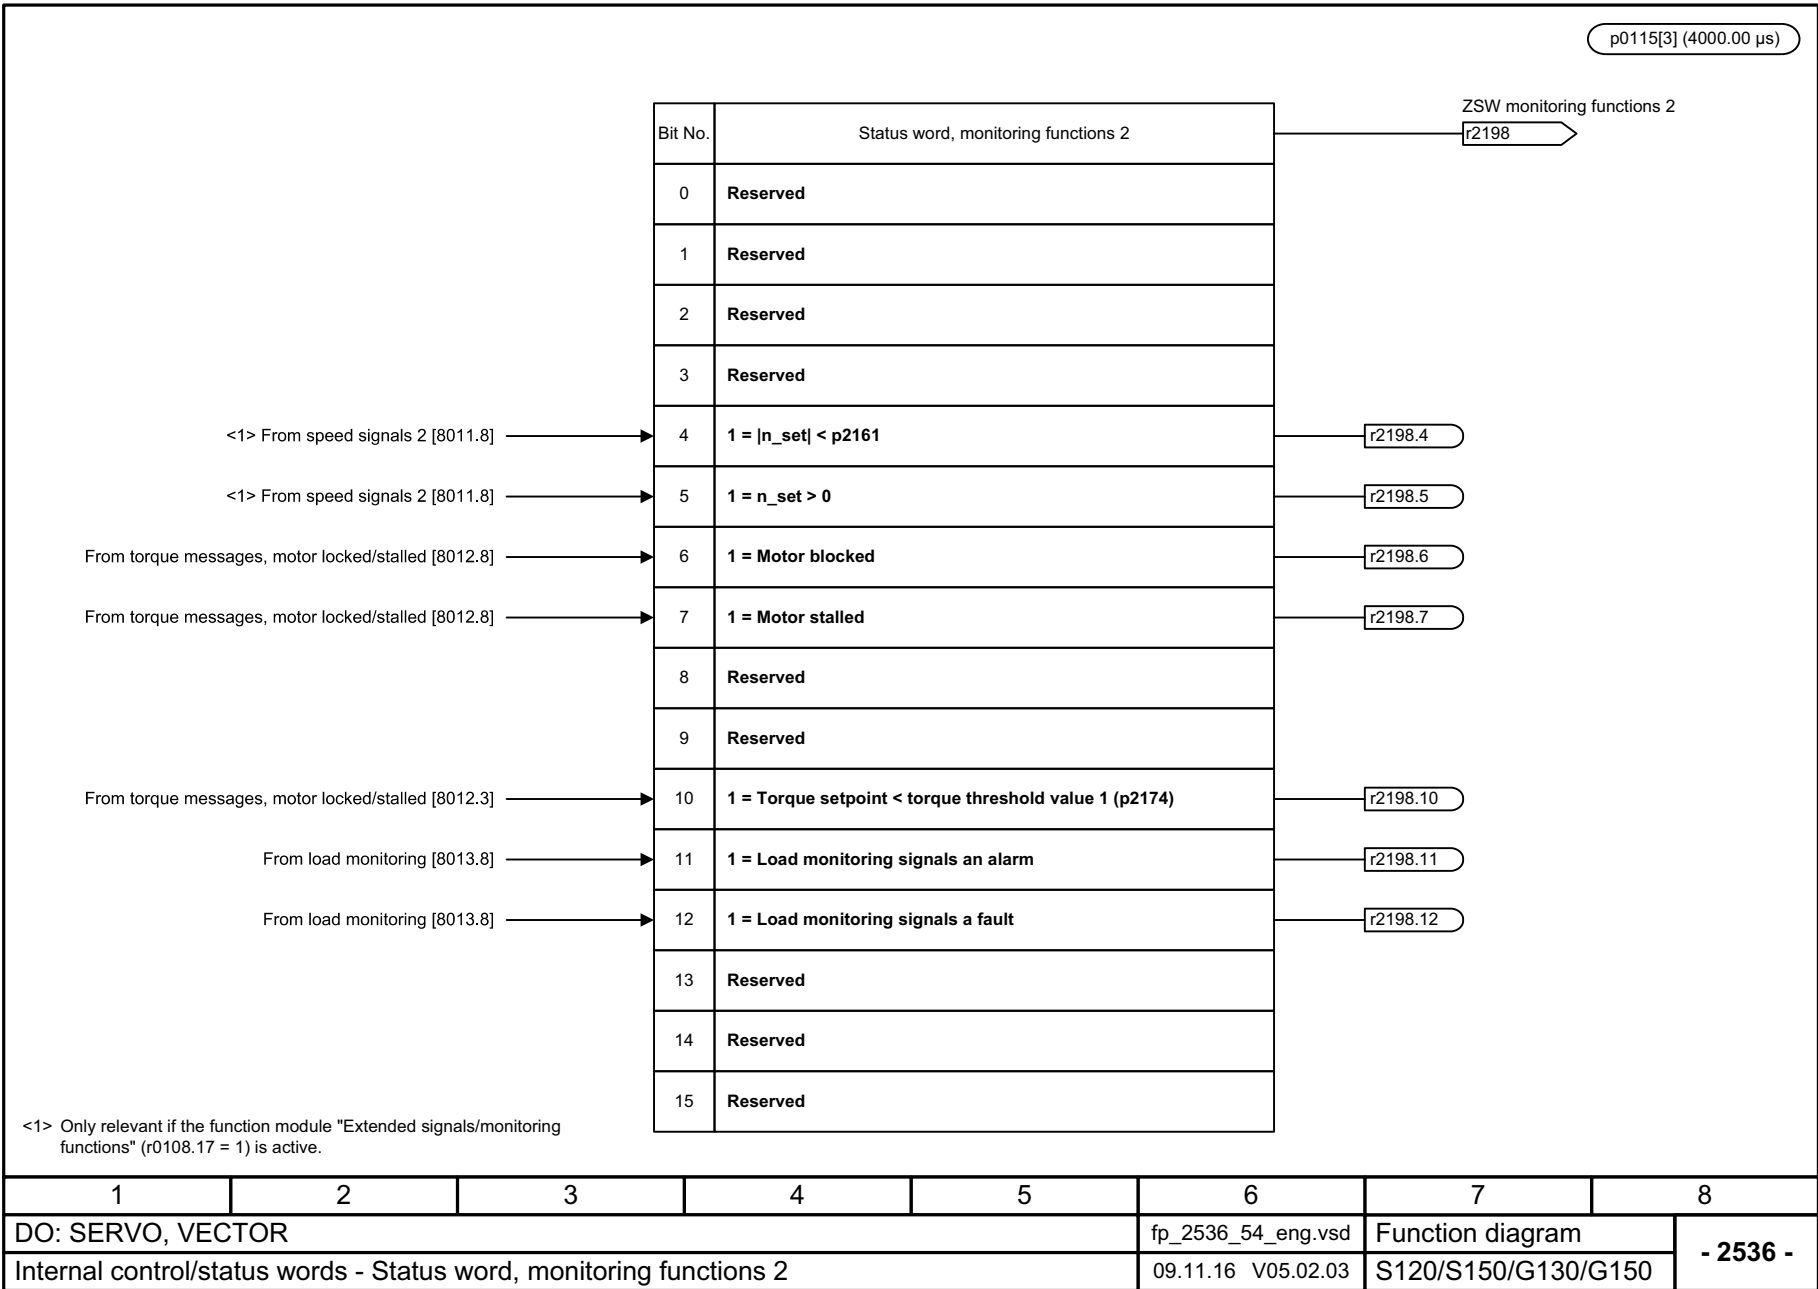 p0115[3] (4000.00 µs)
ZSW monitoring functions 2
Bit No. Status word, monitoring functions 2 r2198
0 Reserved
1 Reserved
2 Reserved
3 Reserved
<1> From speed signals 2 [8011.8] 4 1 = |n_set| < p2161 r2198.4
<1> From speed signals 2 [8011.8] 5 1 = n_set > 0 r2198.5
From torque messages, motor locked/stalled [8012.8] 6 1 = Motor blocked r2198.6
From torque messages, motor locked/stalled [8012.8] 7 1 = Motor stalled r2198.7
8 Reserved
9 Reserved
From torque messages, motor locked/stalled [8012.3] 10 1 = Torque setpoint < torque threshold value 1 (p2174) r2198.10
From load monitoring [8013.8] 11 1 = Load monitoring signals an alarm r2198.11
From load monitoring [8013.8] 12 1 = Load monitoring signals a fault r2198.12
13 Reserved
14 Reserved
15 Reserved
<1> Only relevant if the function module "Extended signals/monitoring
functions" (r0108.17 = 1) is active.
1 2 3 4 5 6 7 8
DO: SERVO, VECTOR fp_2536_54_eng.vsd Function diagram
- 2536 -
Internal control/status words - Status word, monitoring functions 2 09.11.16 V05.02.03 S120/S150/G130/G150